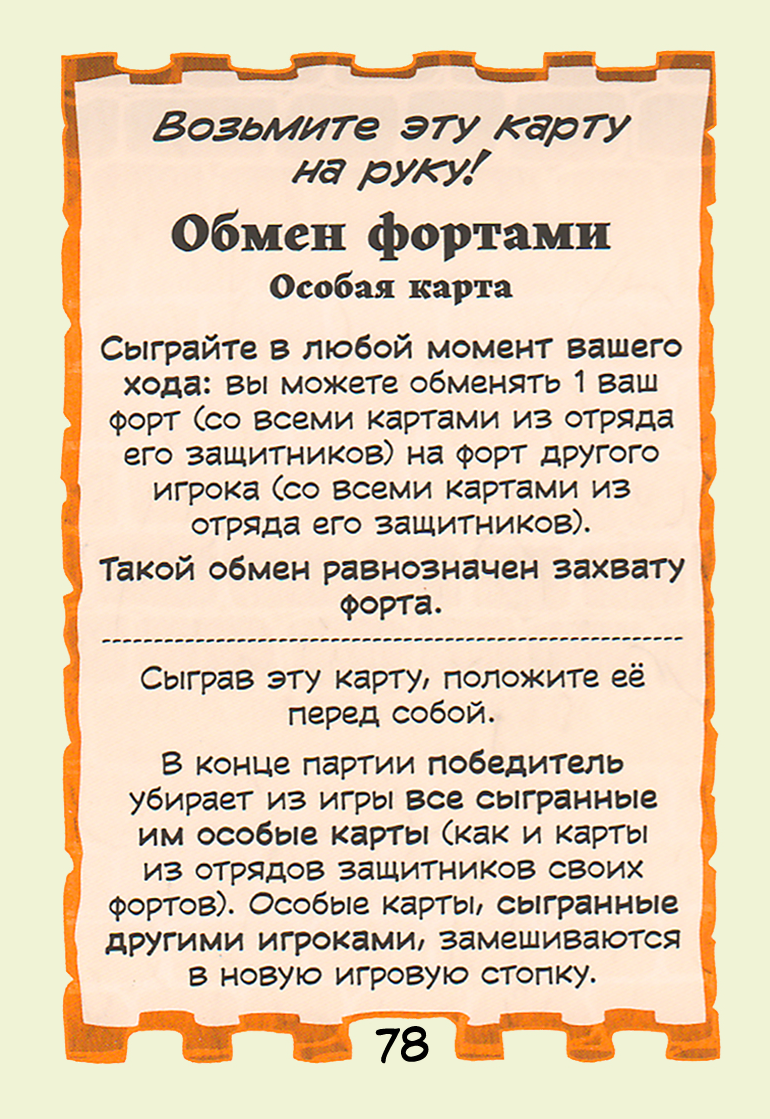 Возьмите эту карту
на руку!
Обмен фортами
Особая карта
Сыграйте в любой момент вашего
хода: вы можете обменять 1 ваш
форт (со всеми картами из отряда
его защитников) на форт другого
игрока (со всеми картами из
отряда его защитников).
Такой обмен равнозначен захвату
форта.
Сыграв эту карту, положите её
перед собой.
В конце партии победитель
убирает из игры все сыгранные
им особые карты (как и карты
из отрядов защитников своих
фортов). Особые карты, сыгранные
другими игроками, замешиваются
в новую игровую стопку.
78